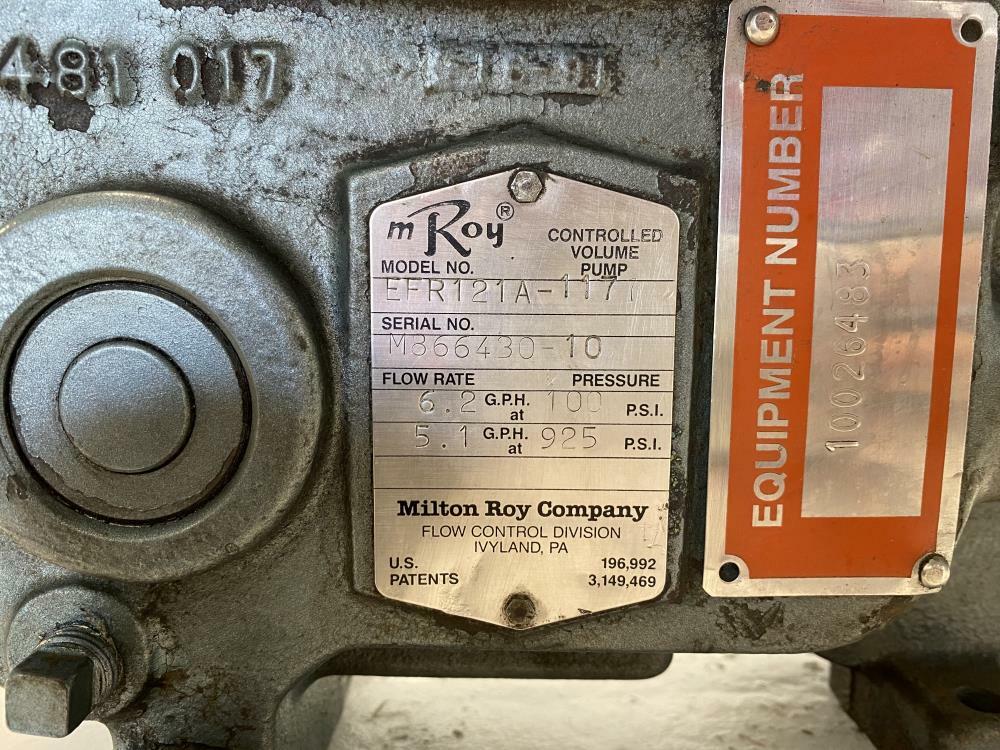 481 017
mRoy®
CONTROLLED
VOLUME
PUMP
MODEL NO.
EFR121A-117
SERIAL NO.
M366430-10
FLOW RATE PRESSURE
6.2 G.P.H. at 100 P.S.I.
5.1 G.P.H. at 925 P.S.I.
Milton Roy Company
FLOW CONTROL DIVISION
IVYLAND, PA
U.S. PATENTS
196,992
3,149,469
EQUIPMENT NUMBER
10026483